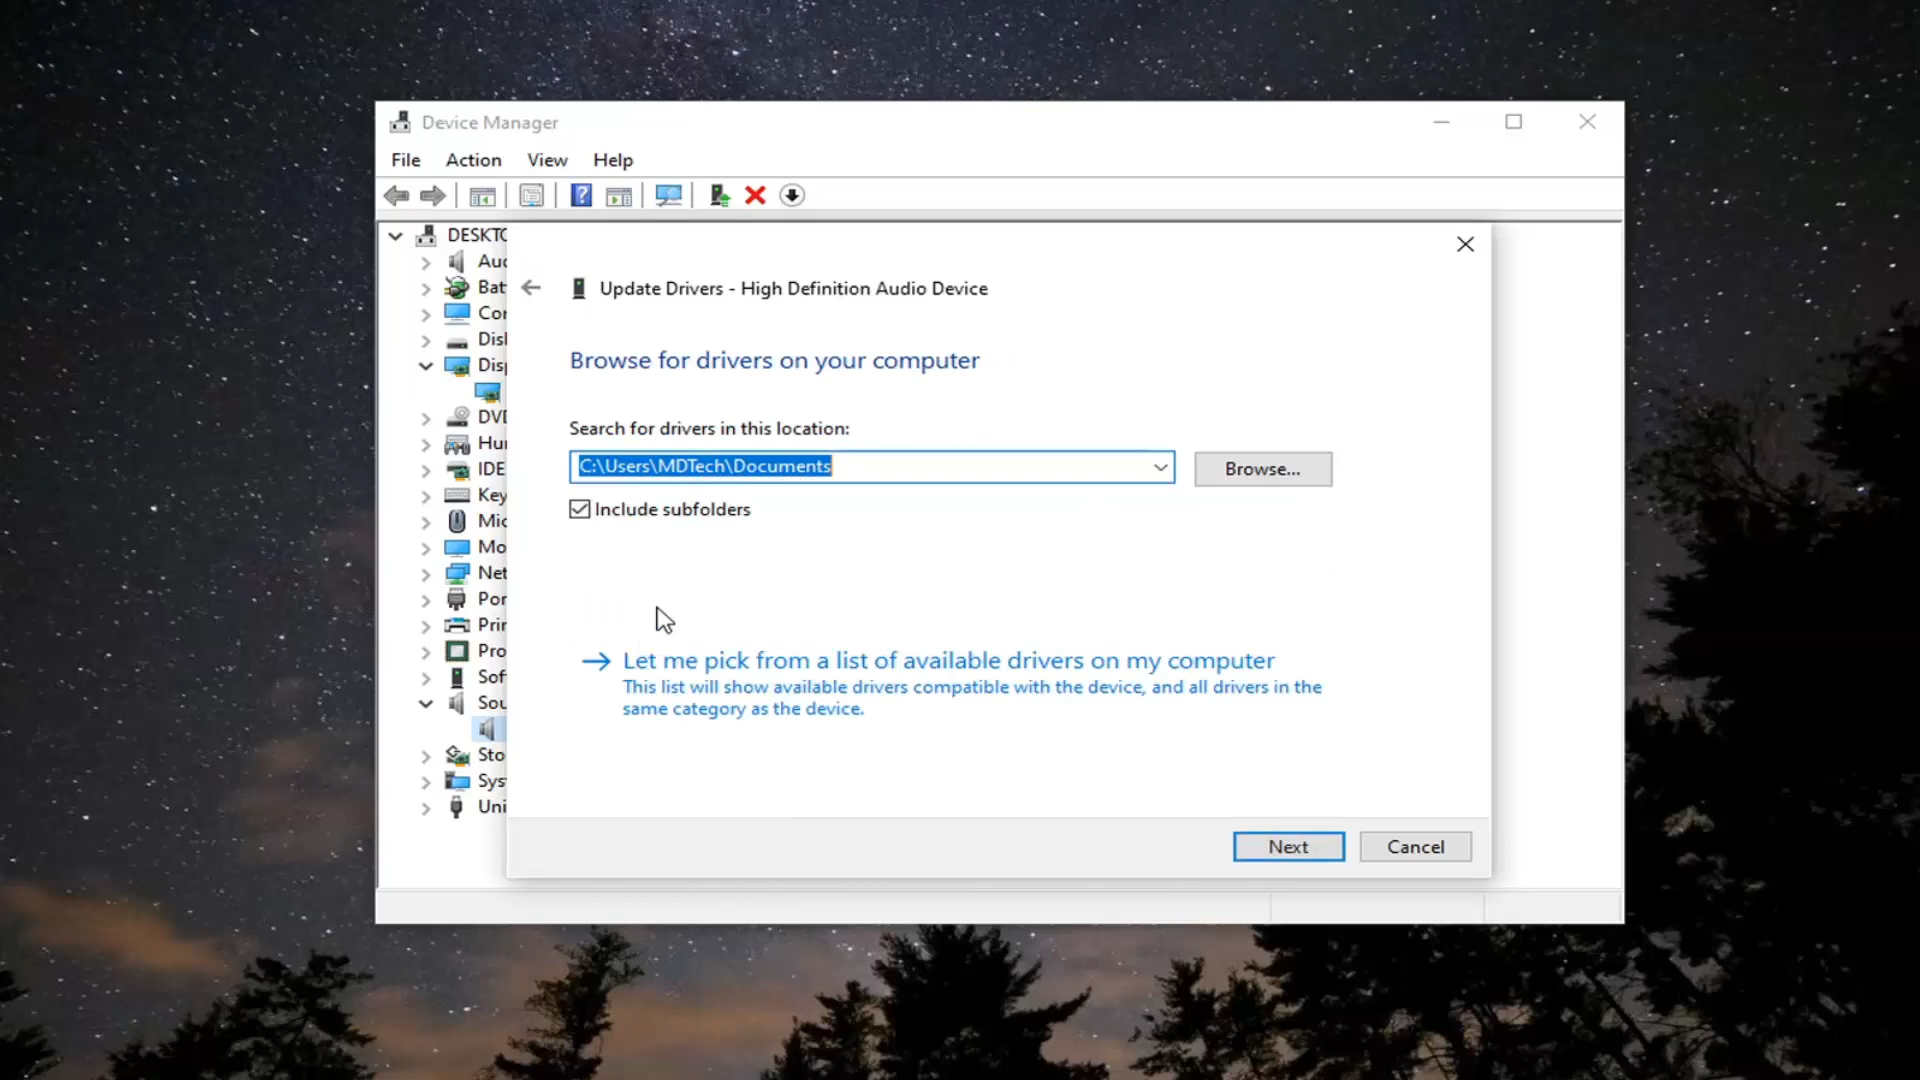 Device Manager
File Action View Help
DESKTO
Auc
Bat
Cor
Disl
Disp
DVD
Hur
IDE
Key
Mic
Mo
Net
Por
Prir
Pro
Sof
Sou
Sto
Sys
Uni
Update Drivers - High Definition Audio Device
Browse for drivers on your computer
Search for drivers in this location:
C:\Users\MDTech\Documents
Browse...
Include subfolders
Let me pick from a list of available drivers on my computer
This list will show available drivers compatible with the device, and all drivers in the
same category as the device.
Next Cancel